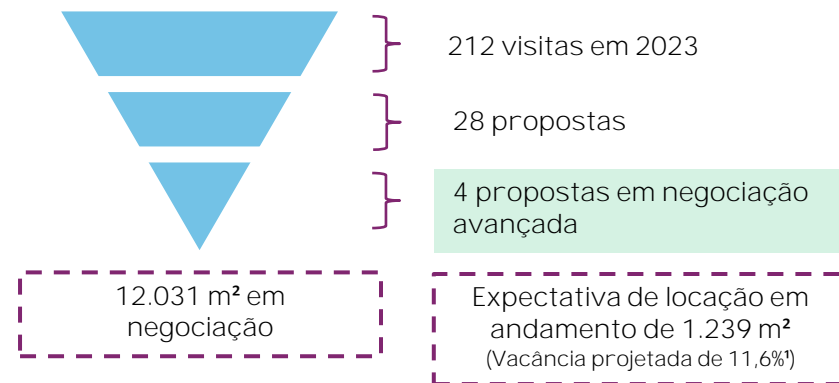 212 visitas em 2023
28 propostas
4 propostas em negociação
avançada
12.031 m² em
negociação
Expectativa de locação em
andamento de 1.239 m²
(Vacância projetada de 11,6%¹)